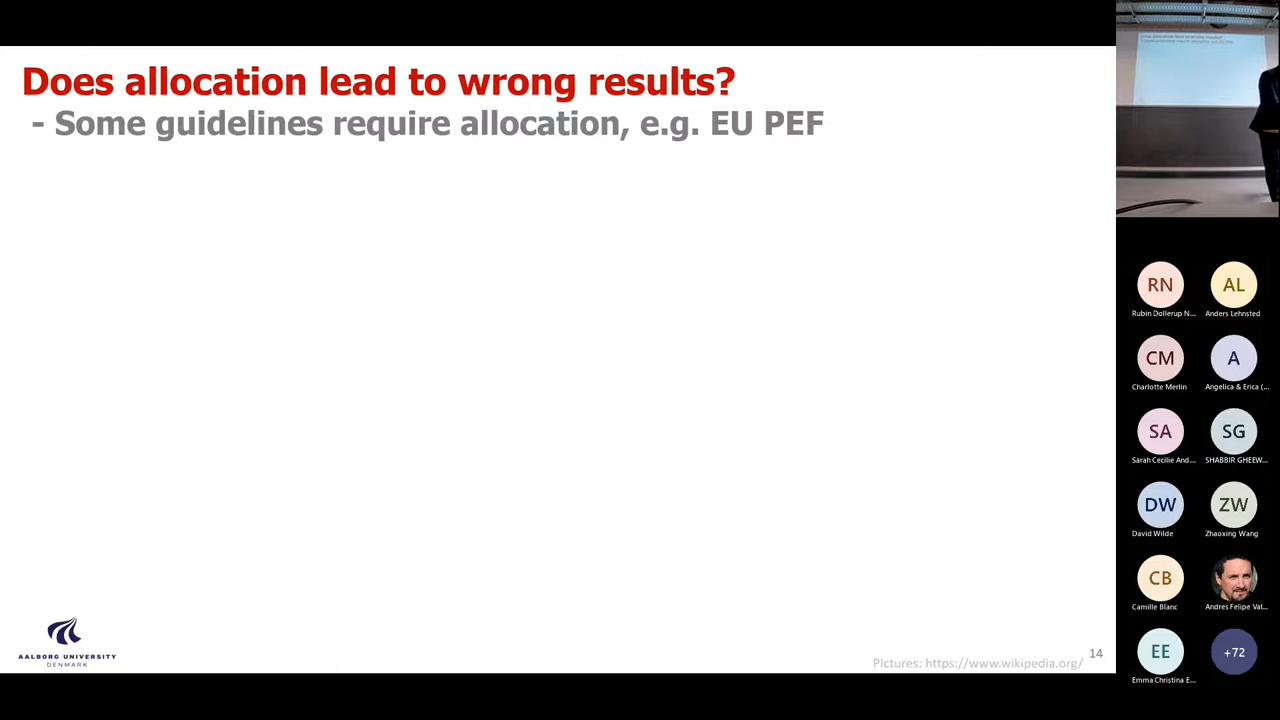 Does allocation lead to wrong results?
- Some guidelines require allocation, e.g. EU PEF
AALBORG UNIVERSITY
DENMARK
Pictures: https://www.wikipedia.org/
14
RN
AL
Rubin Dollerup N...
Anders Lehnsted
CM
A
Charlotte Merlin
Angelica & Erica (...
SA
SG
Sarah Cecilie And...
SHABBIR GHEEW...
DW
ZW
David Wilde
Zhaoxing Wang
CB
Camille Blanc
Andres Felipe Val...
EE
+72
Emma Christina E...